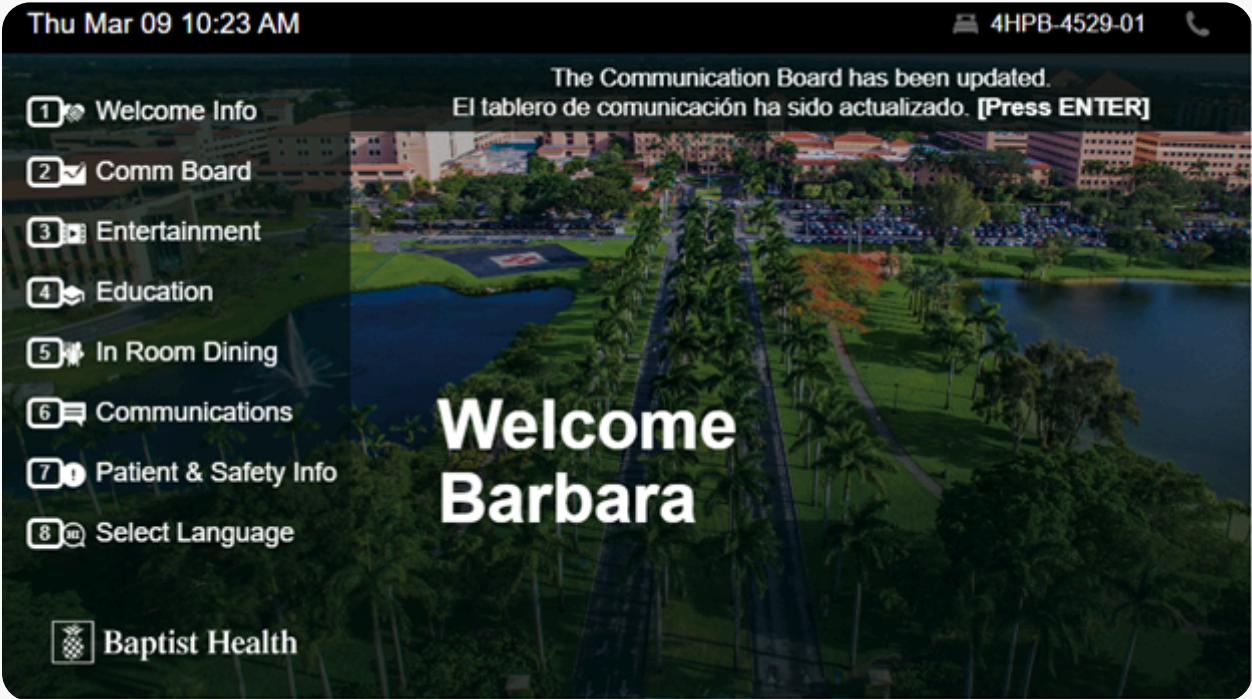 Thu Mar 09 10:23 AM
4HPB-4529-01
The Communication Board has been updated.
El tablero de comunicación ha sido actualizado. [Press ENTER]
1 Welcome Info
2 Comm Board
3 Entertainment
4 Education
5 In Room Dining
6 Communications
7 Patient & Safety Info
8 Select Language
Welcome
Barbara
Baptist Health